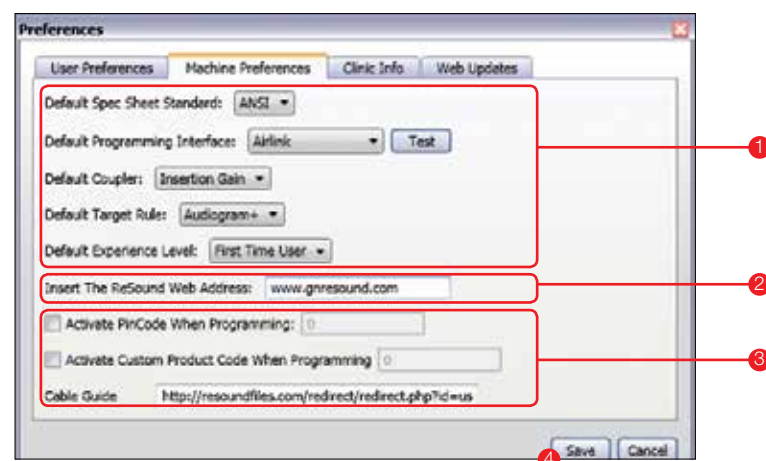 Preferences
User Preferences Machine Preferences Clinic Info Web Updates
Default Spec Sheet Standard: ANSI
Default Programming Interface: Airlink Test
1
Default Coupler: Insertion Gain
Default Target Rule: Audiogram+
Default Experience Level: First Time User
Insert The ReSound Web Address: www.gnresound.com
2
Activate PinCode When Programming: 0
Activate Custom Product Code When Programming 0
3
Cable Guide http://resoundfiles.com/redirect/redirect.php?id=us
4 Save Cancel